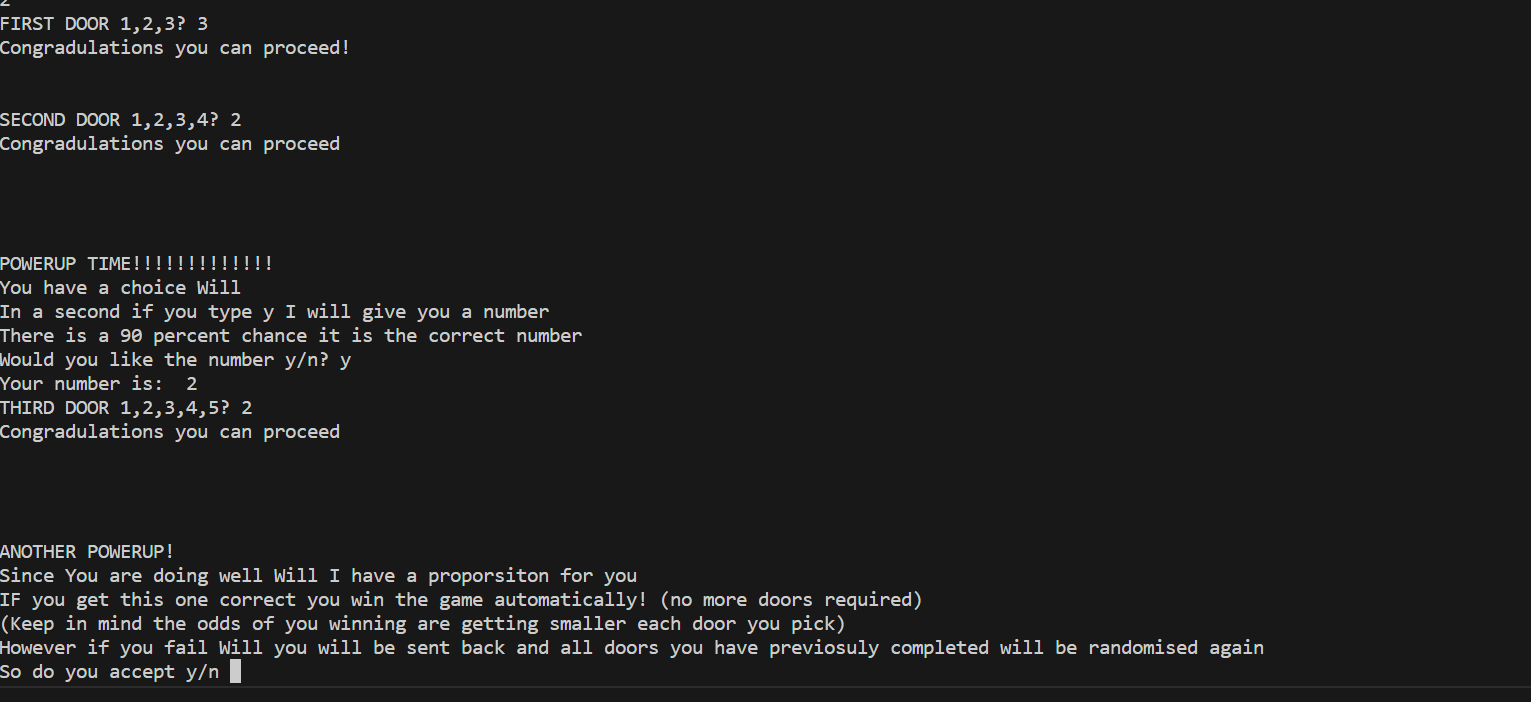 2
FIRST DOOR 1,2,3? 3
Congradulations you can proceed!
SECOND DOOR 1,2,3,4? 2
Congradulations you can proceed
POWERUP TIME!!!!!!!!!!!!!
You have a choice Will
In a second if you type y I will give you a number
There is a 90 percent chance it is the correct number
Would you like the number y/n? y
Your number is:  2
THIRD DOOR 1,2,3,4,5? 2
Congradulations you can proceed
ANOTHER POWERUP!
Since You are doing well Will I have a proporsiton for you
IF you get this one correct you win the game automatically! (no more doors required)
(Keep in mind the odds of you winning are getting smaller each door you pick)
However if you fail Will you will be sent back and all doors you have previosuly completed will be randomised again
So do you accept y/n